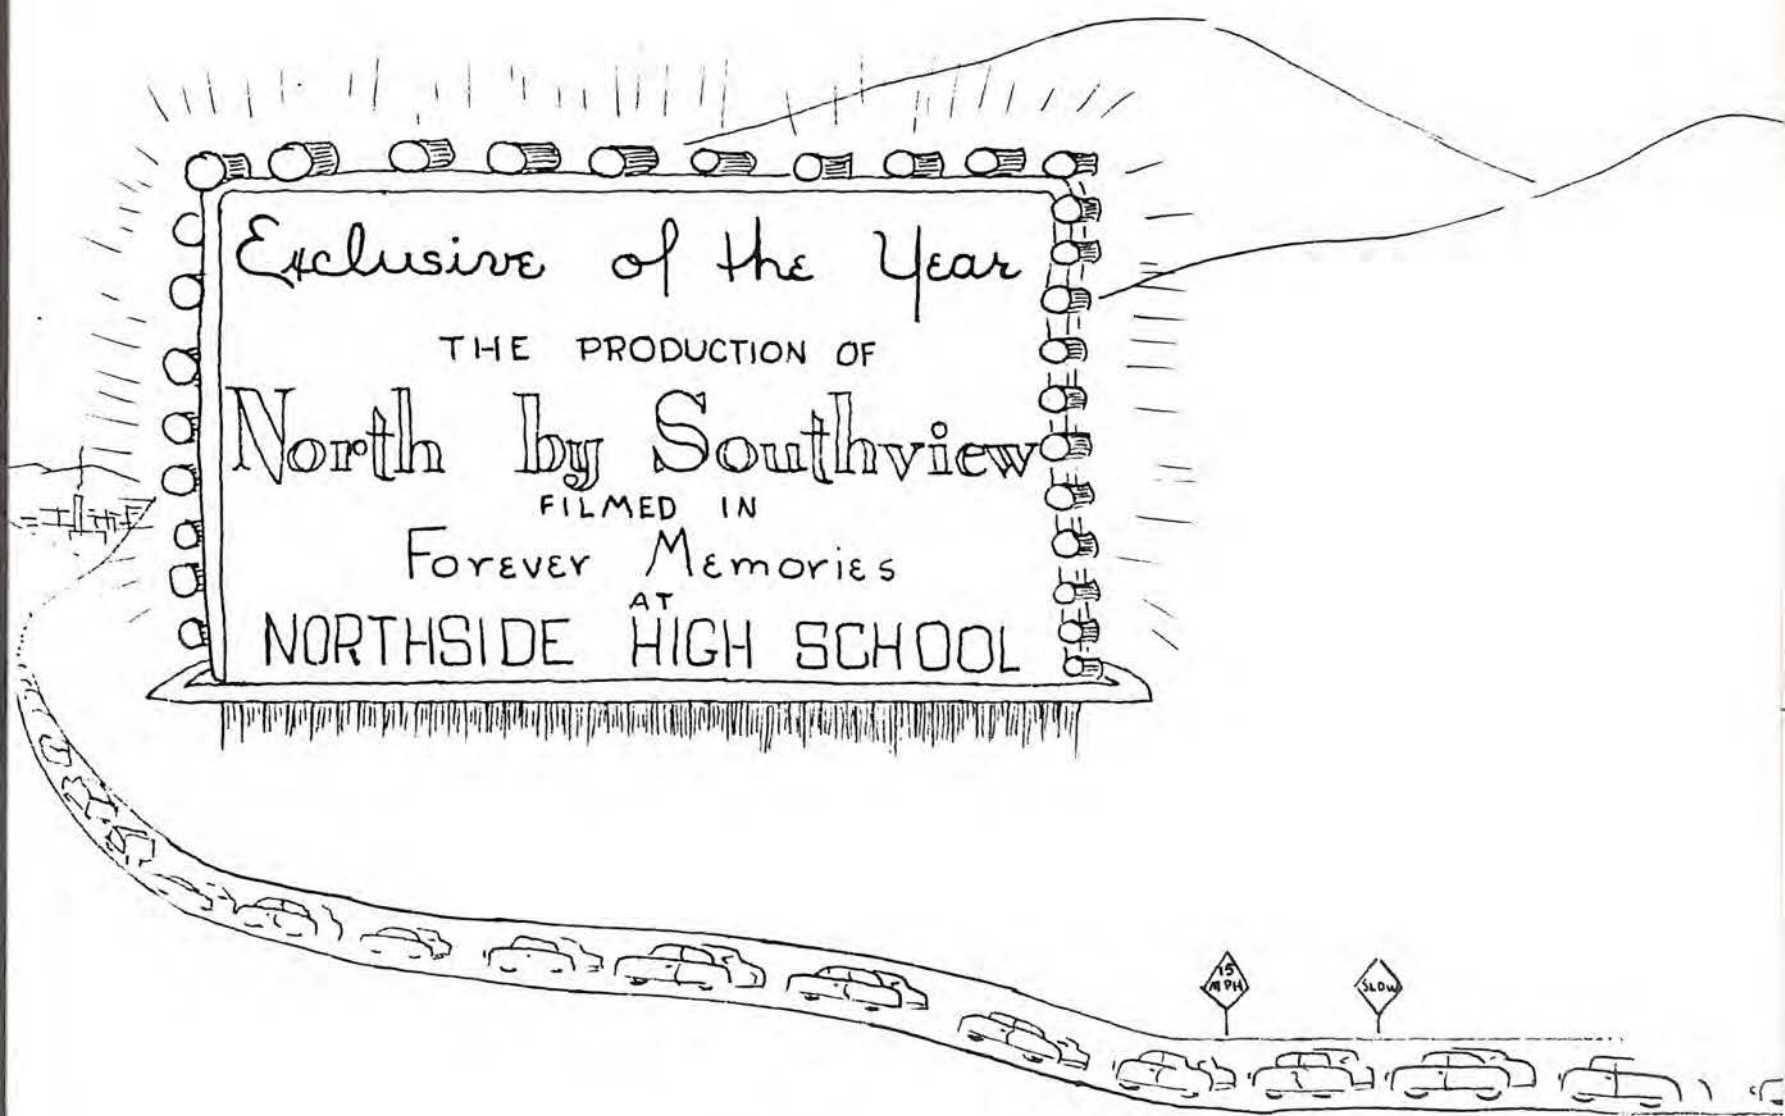 Exclusive of the Year
THE PRODUCTION OF
North by Southview
FILMED IN
Forever Memories
AT
NORTHSIDE HIGH SCHOOL
15
MPH
SLOW